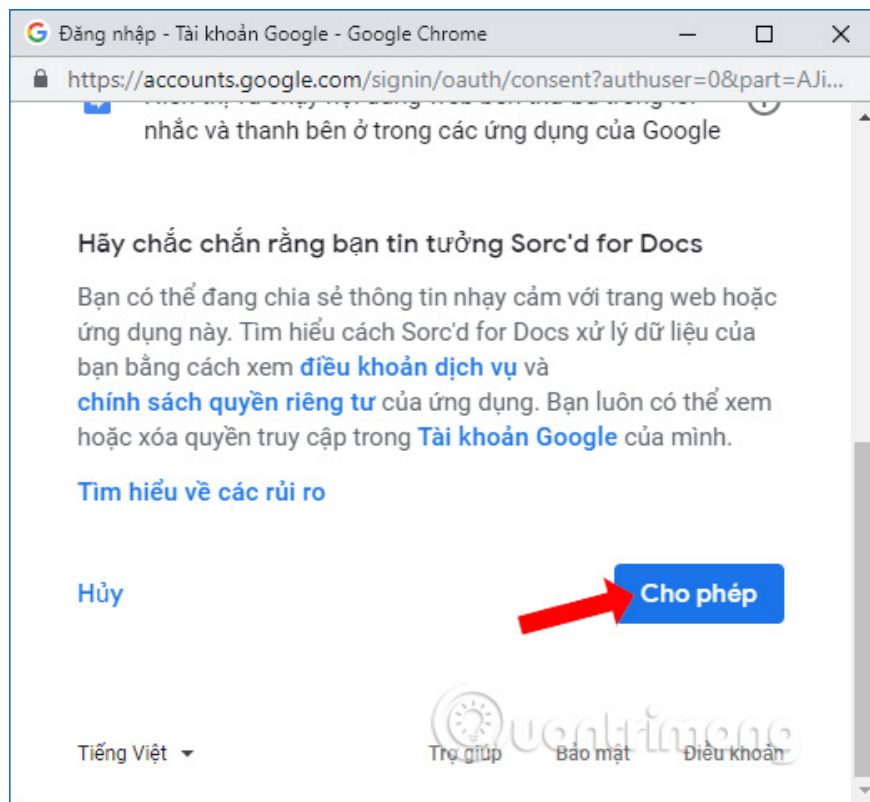 Đăng nhập - Tài khoản Google - Google Chrome
https://accounts.google.com/signin/oauth/consent?authuser=0&part=AJi...
nhắc và thanh bên ở trong các ứng dụng của Google
Hãy chắc chắn rằng bạn tin tưởng Sorc'd for Docs
Bạn có thể đang chia sẻ thông tin nhạy cảm với trang web hoặc
ứng dụng này. Tìm hiểu cách Sorc'd for Docs xử lý dữ liệu của
bạn bằng cách xem điều khoản dịch vụ và
chính sách quyền riêng tư của ứng dụng. Bạn luôn có thể xem
hoặc xóa quyền truy cập trong Tài khoản Google của mình.
Tìm hiểu về các rủi ro
Hủy
Cho phép
Quantrimang
Tiếng Việt
Trợ giúp
Bảo mật
Điều khoản